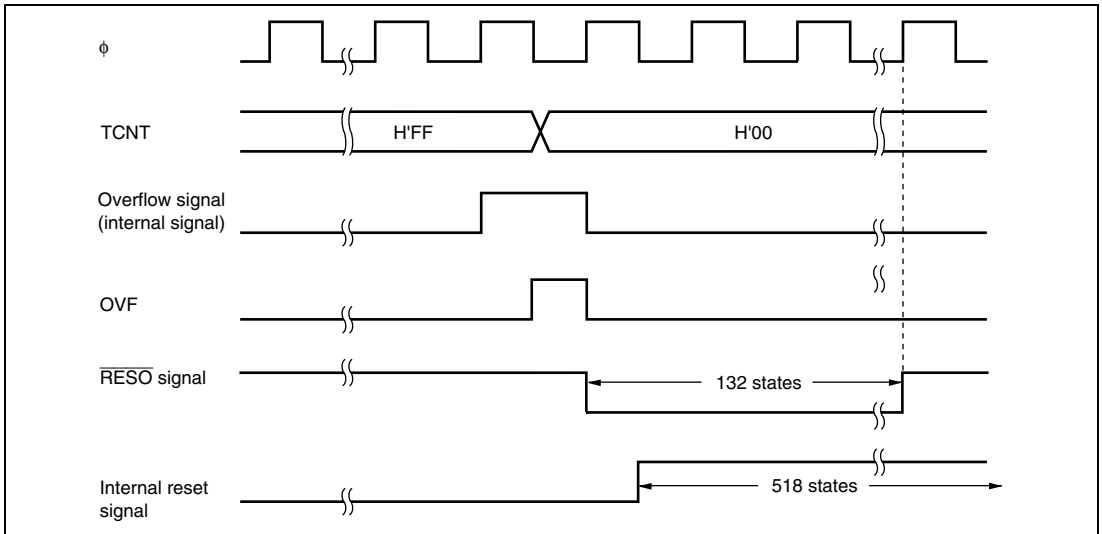 ϕ
TCNT
H'FF
H'00
Overflow signal
(internal signal)
OVF
RESO signal
132 states
Internal reset
signal
518 states